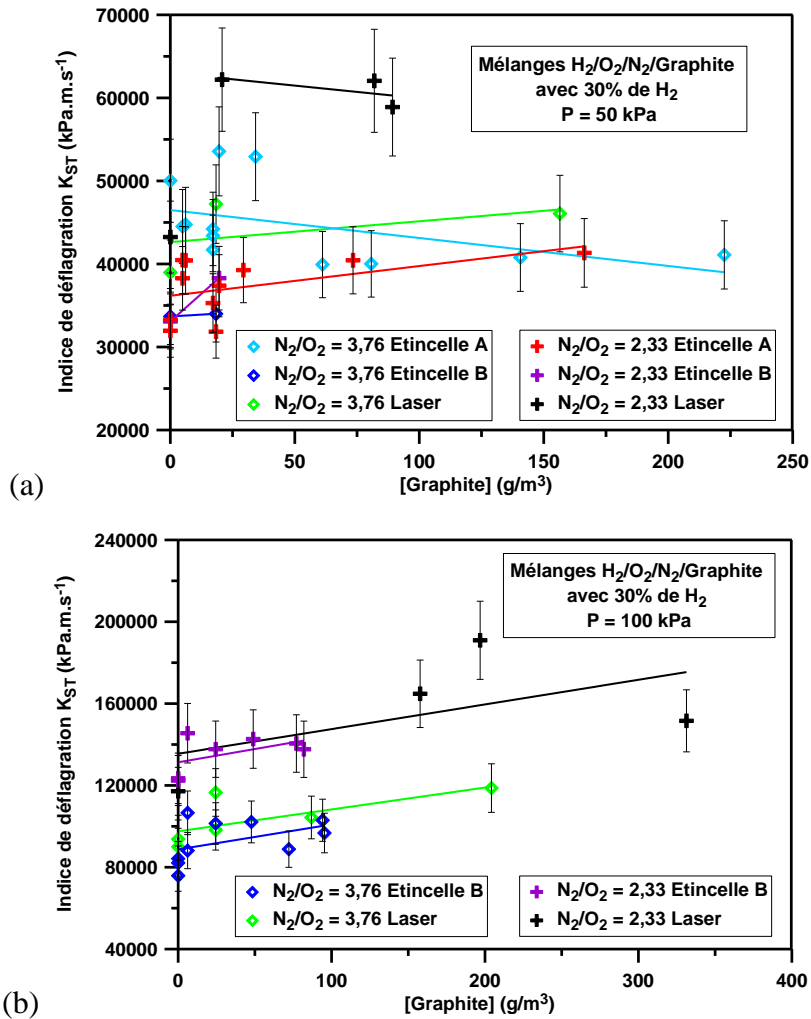 70000
60000
50000
40000
30000
20000
Indice de déflagration K_ST (kPa.m.s⁻¹)
Mélanges H₂/O₂/N₂/Graphite
avec 30% de H₂
P = 50 kPa
N₂/O₂ = 3,76 Etincelle A
N₂/O₂ = 3,76 Etincelle B
N₂/O₂ = 3,76 Laser
N₂/O₂ = 2,33 Etincelle A
N₂/O₂ = 2,33 Etincelle B
N₂/O₂ = 2,33 Laser
0 50 100 150 200 250
[Graphite] (g/m³)
(a)
240000
200000
160000
120000
80000
40000
Indice de déflagration K_ST (kPa.m.s⁻¹)
Mélanges H₂/O₂/N₂/Graphite
avec 30% de H₂
P = 100 kPa
N₂/O₂ = 3,76 Etincelle B
N₂/O₂ = 3,76 Laser
N₂/O₂ = 2,33 Etincelle B
N₂/O₂ = 2,33 Laser
0 100 200 300 400
[Graphite] (g/m³)
(b)